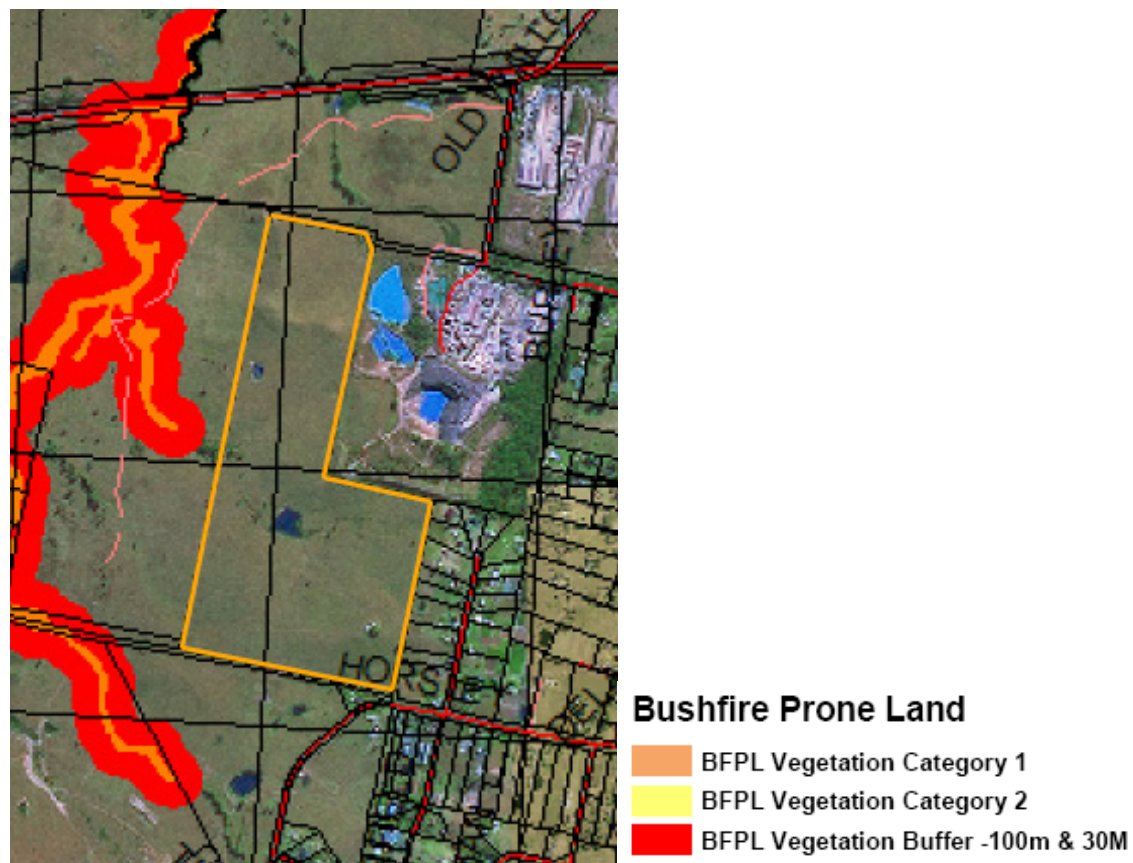 OLD
HORS
Bushfire Prone Land
BFPL Vegetation Category 1
BFPL Vegetation Category 2
BFPL Vegetation Buffer -100m & 30M